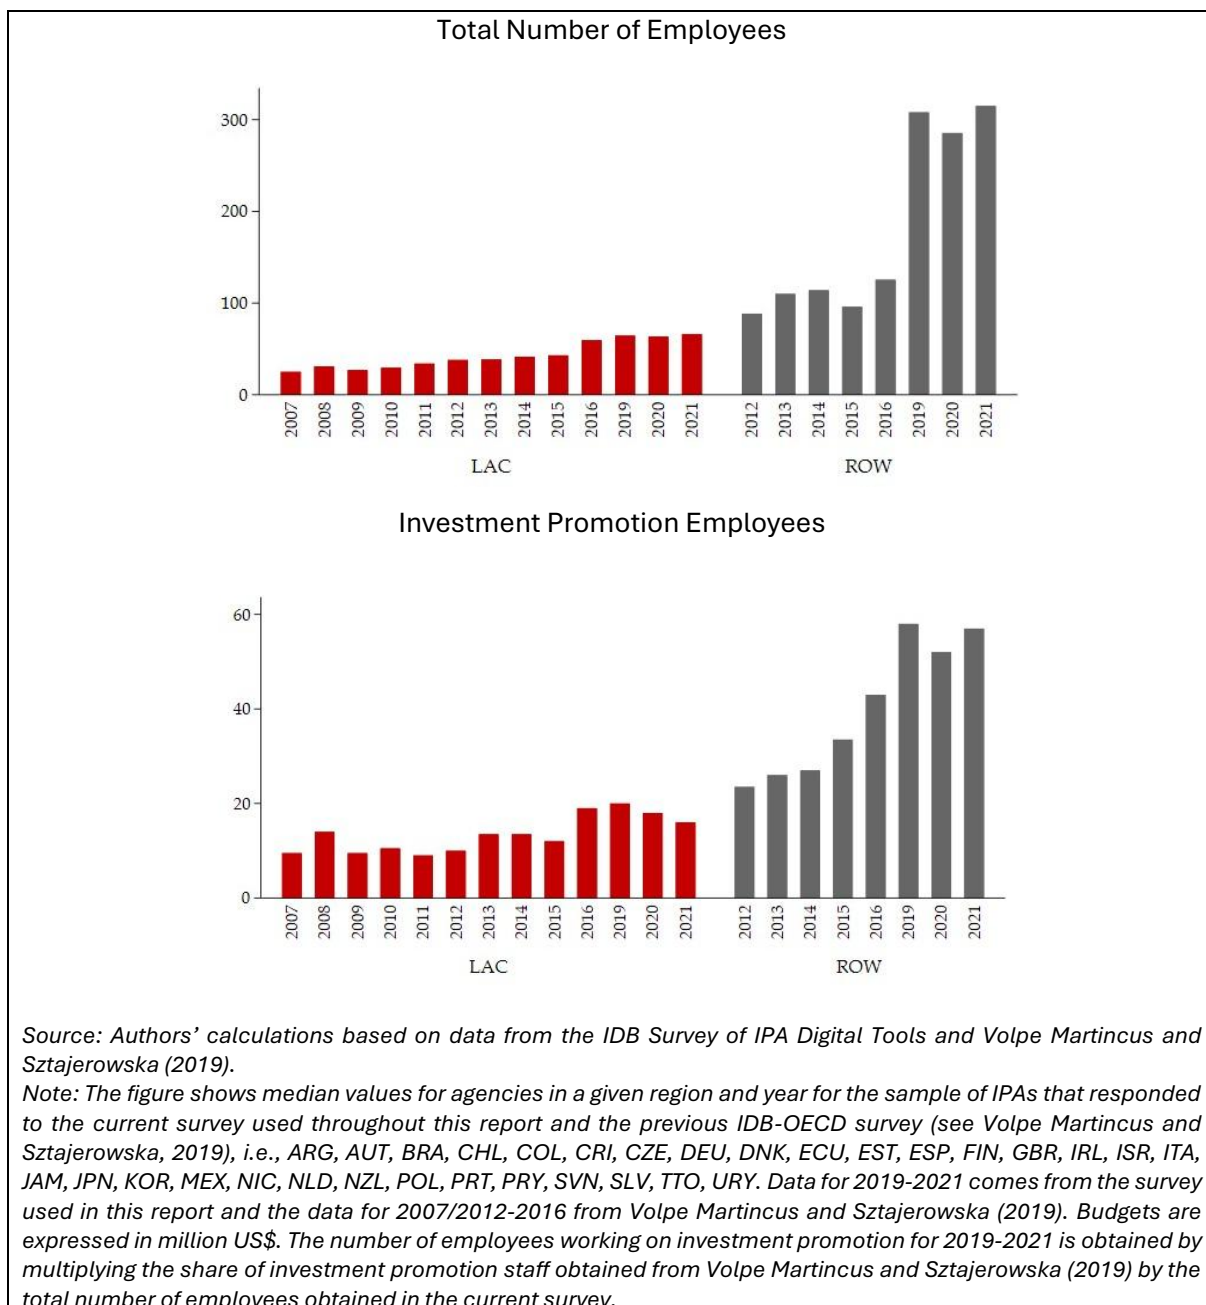 Total Number of Employees
300
200
100
0
2007 2008 2009 2010 2011 2012 2013 2014 2015 2016 2019 2020 2021 2012 2013 2014 2015 2016 2019 2020 2021
LAC ROW
Investment Promotion Employees
60
40
20
0
2007 2008 2009 2010 2011 2012 2013 2014 2015 2016 2019 2020 2021 2012 2013 2014 2015 2016 2019 2020 2021
LAC ROW
Source: Authors’ calculations based on data from the IDB Survey of IPA Digital Tools and Volpe Martincus and
Sztajerowska (2019).
Note: The figure shows median values for agencies in a given region and year for the sample of IPAs that responded
to the current survey used throughout this report and the previous IDB-OECD survey (see Volpe Martincus and
Sztajerowska, 2019), i.e., ARG, AUT, BRA, CHL, COL, CRI, CZE, DEU, DNK, ECU, EST, ESP, FIN, GBR, IRL, ISR, ITA,
JAM, JPN, KOR, MEX, NIC, NLD, NZL, POL, PRT, PRY, SVN, SLV, TTO, URY. Data for 2019-2021 comes from the survey
used in this report and the data for 2007/2012-2016 from Volpe Martincus and Sztajerowska (2019). Budgets are
expressed in million US$. The number of employees working on investment promotion for 2019-2021 is obtained by
multiplying the share of investment promotion staff obtained from Volpe Martincus and Sztajerowska (2019) by the
total number of employees obtained in the current survey.